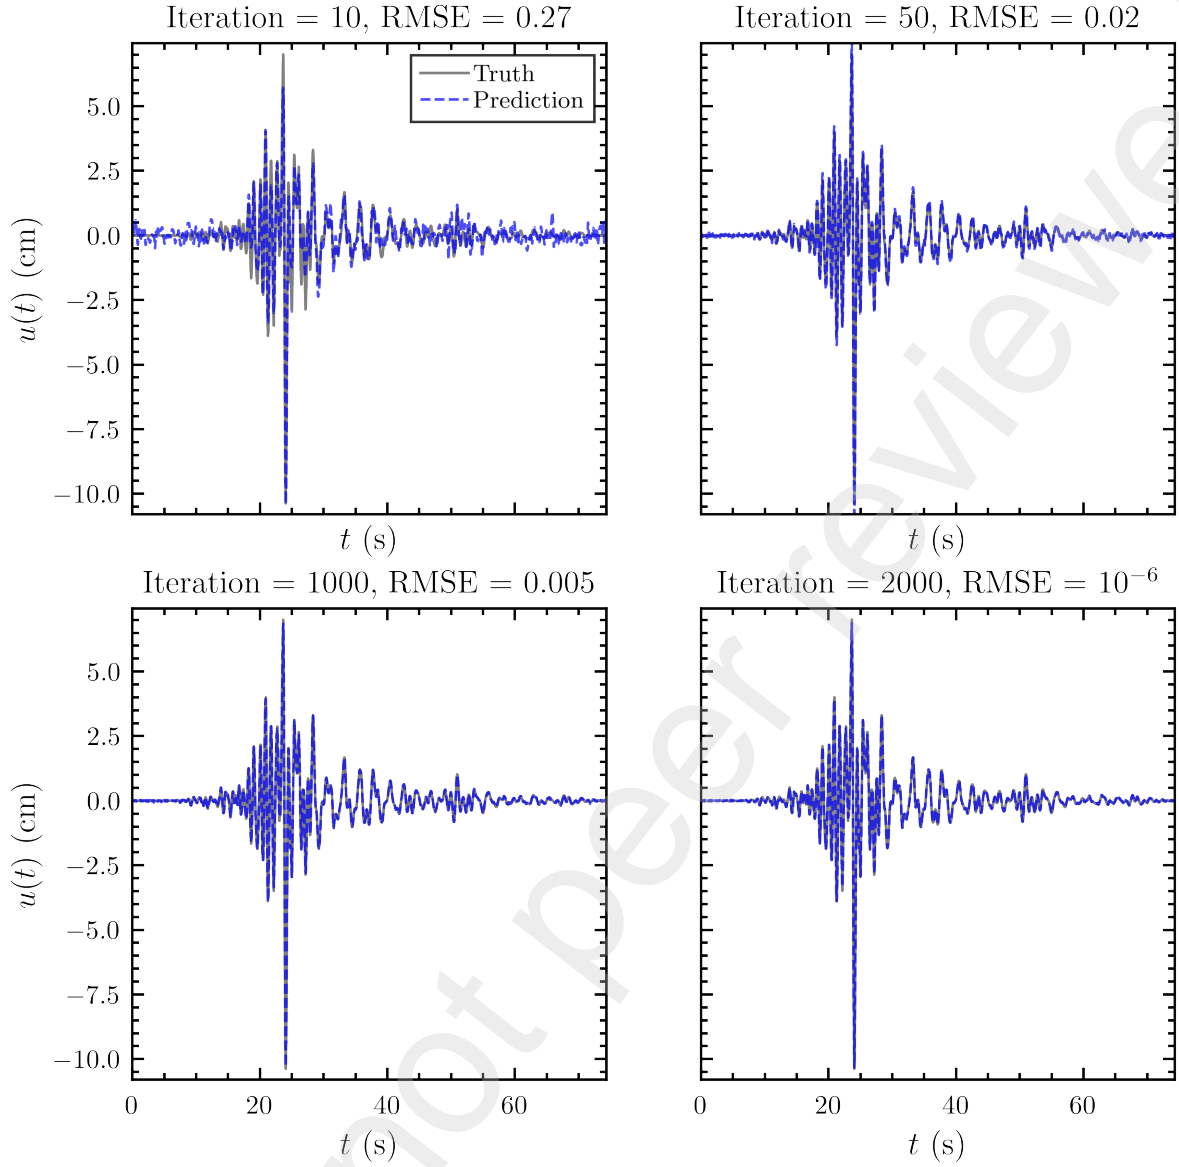 Iteration = 10, RMSE = 0.27
Iteration = 50, RMSE = 0.02
Truth
Prediction
5.0
2.5
0.0
−2.5
−5.0
−7.5
−10.0
u(t) (cm)
t (s)
t (s)
Iteration = 1000, RMSE = 0.005
Iteration = 2000, RMSE = 10⁻⁶
5.0
2.5
0.0
−2.5
−5.0
−7.5
−10.0
u(t) (cm)
0 20 40 60
0 20 40 60
t (s)
t (s)
not peer reviewe